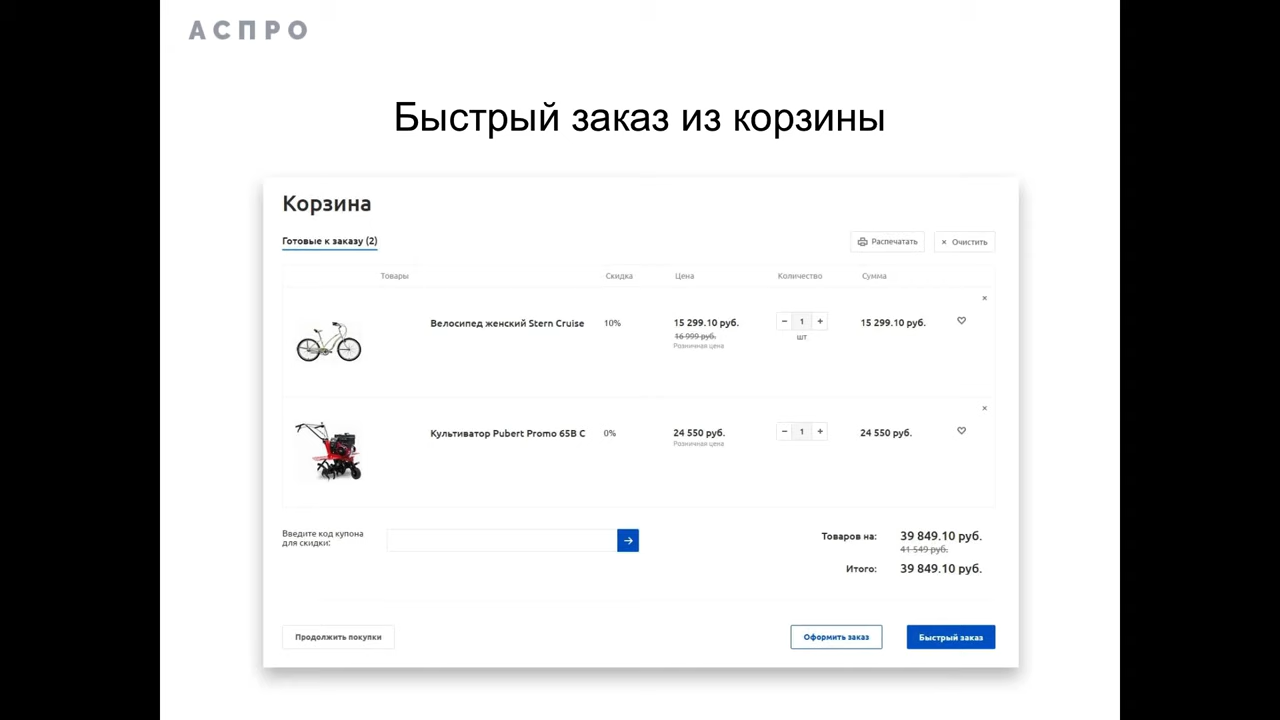 АСПРО
Быстрый заказ из корзины
Корзина
Готовые к заказу (2)
Распечатать
× Очистить
Товары Скидка Цена Количество Сумма
Велосипед женский Stern Cruise 10% 15 299.10 руб. − 1 + 15 299.10 руб.
16 999 руб. шт
Розничная цена
Культиватор Pubert Promo 65B C 0% 24 550 руб. − 1 + 24 550 руб.
Розничная цена
Введите код купона
для скидки:
Товаров на: 39 849.10 руб.
41 549 руб.
Итого: 39 849.10 руб.
Продолжить покупки
Оформить заказ
Быстрый заказ